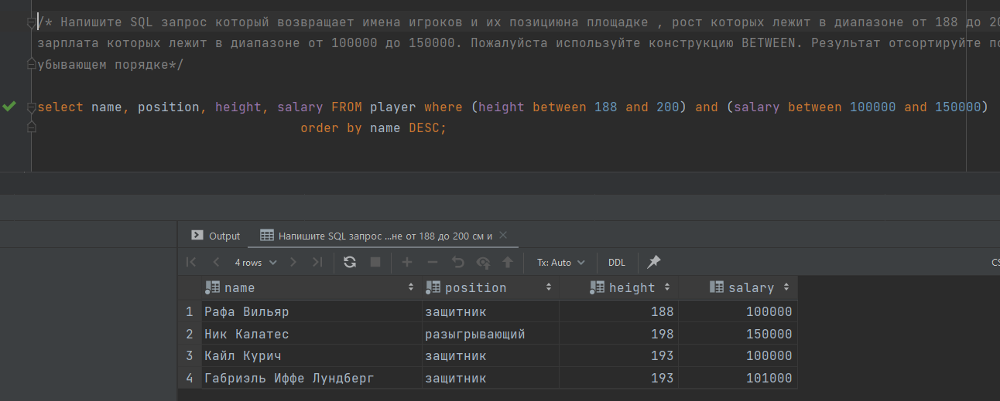 /* Напишите SQL запрос который возвращает имена игроков и их позициюна площадке , рост которых лежит в диапазоне от 188 до 20
зарплата которых лежит в диапазоне от 100000 до 150000. Пожалуйста используйте конструкцию BETWEEN. Результат отсортируйте по
убывающем порядке*/
select name, position, height, salary FROM player where (height between 188 and 200) and (salary between 100000 and 150000)
order by name DESC;
Output
Напишите SQL запрос ...не от 188 до 200 см и
4 rows
Tx: Auto
DDL
CS
name position height salary
1 Рафа Вильяр защитник 188 100000
2 Ник Калатес разыгрывающий 198 150000
3 Кайл Курич защитник 193 100000
4 Габриэль Иффе Лундберг защитник 193 101000